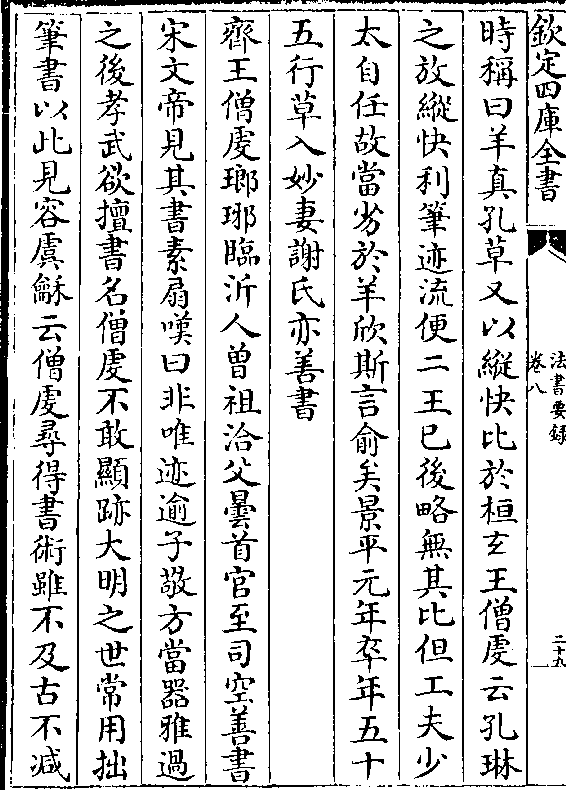 欽定四庫全書
法書要錄
卷八
二十九
時稱曰羊真孔草又以縱快比於桓玄王僧䖍云孔琳
之放縱快利筆迹流便二王已後略無其比但工夫少
太自任故當劣於羊欣斯言俞矣景平元年卒年五十
五行草入妙妻謝氏亦善書
齊王僧䖍瑯琊臨沂人曾祖洽父曇首官至司空善書
宋文帝見其書素扇嘆曰非唯迹逾子敬方當器雅過
之後孝武欲擅書名僧䖍不敢顯跡大明之世常用拙
筆書以此見容虞龢云僧䖍尋得書術雖不及古不减